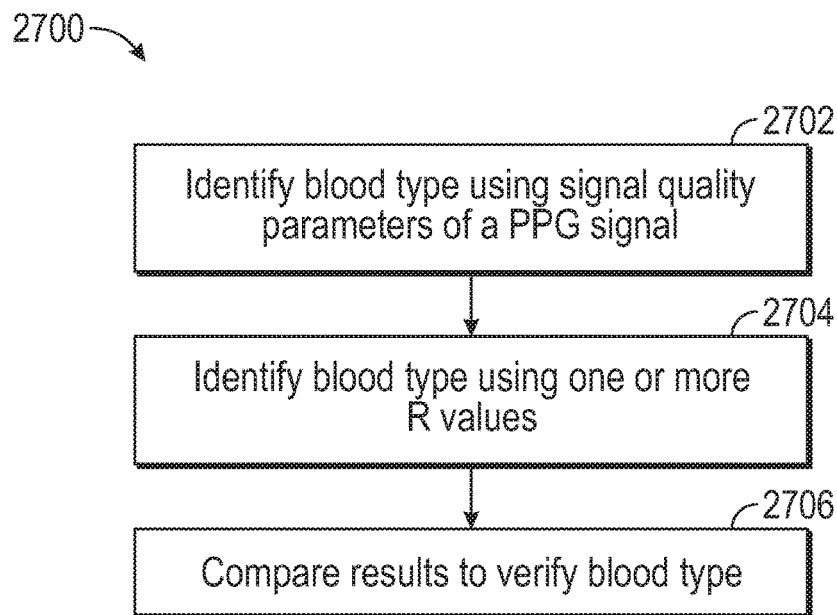 2700
2702
Identify blood type using signal quality
parameters of a PPG signal
2704
Identify blood type using one or more
R values
2706
Compare results to verify blood type